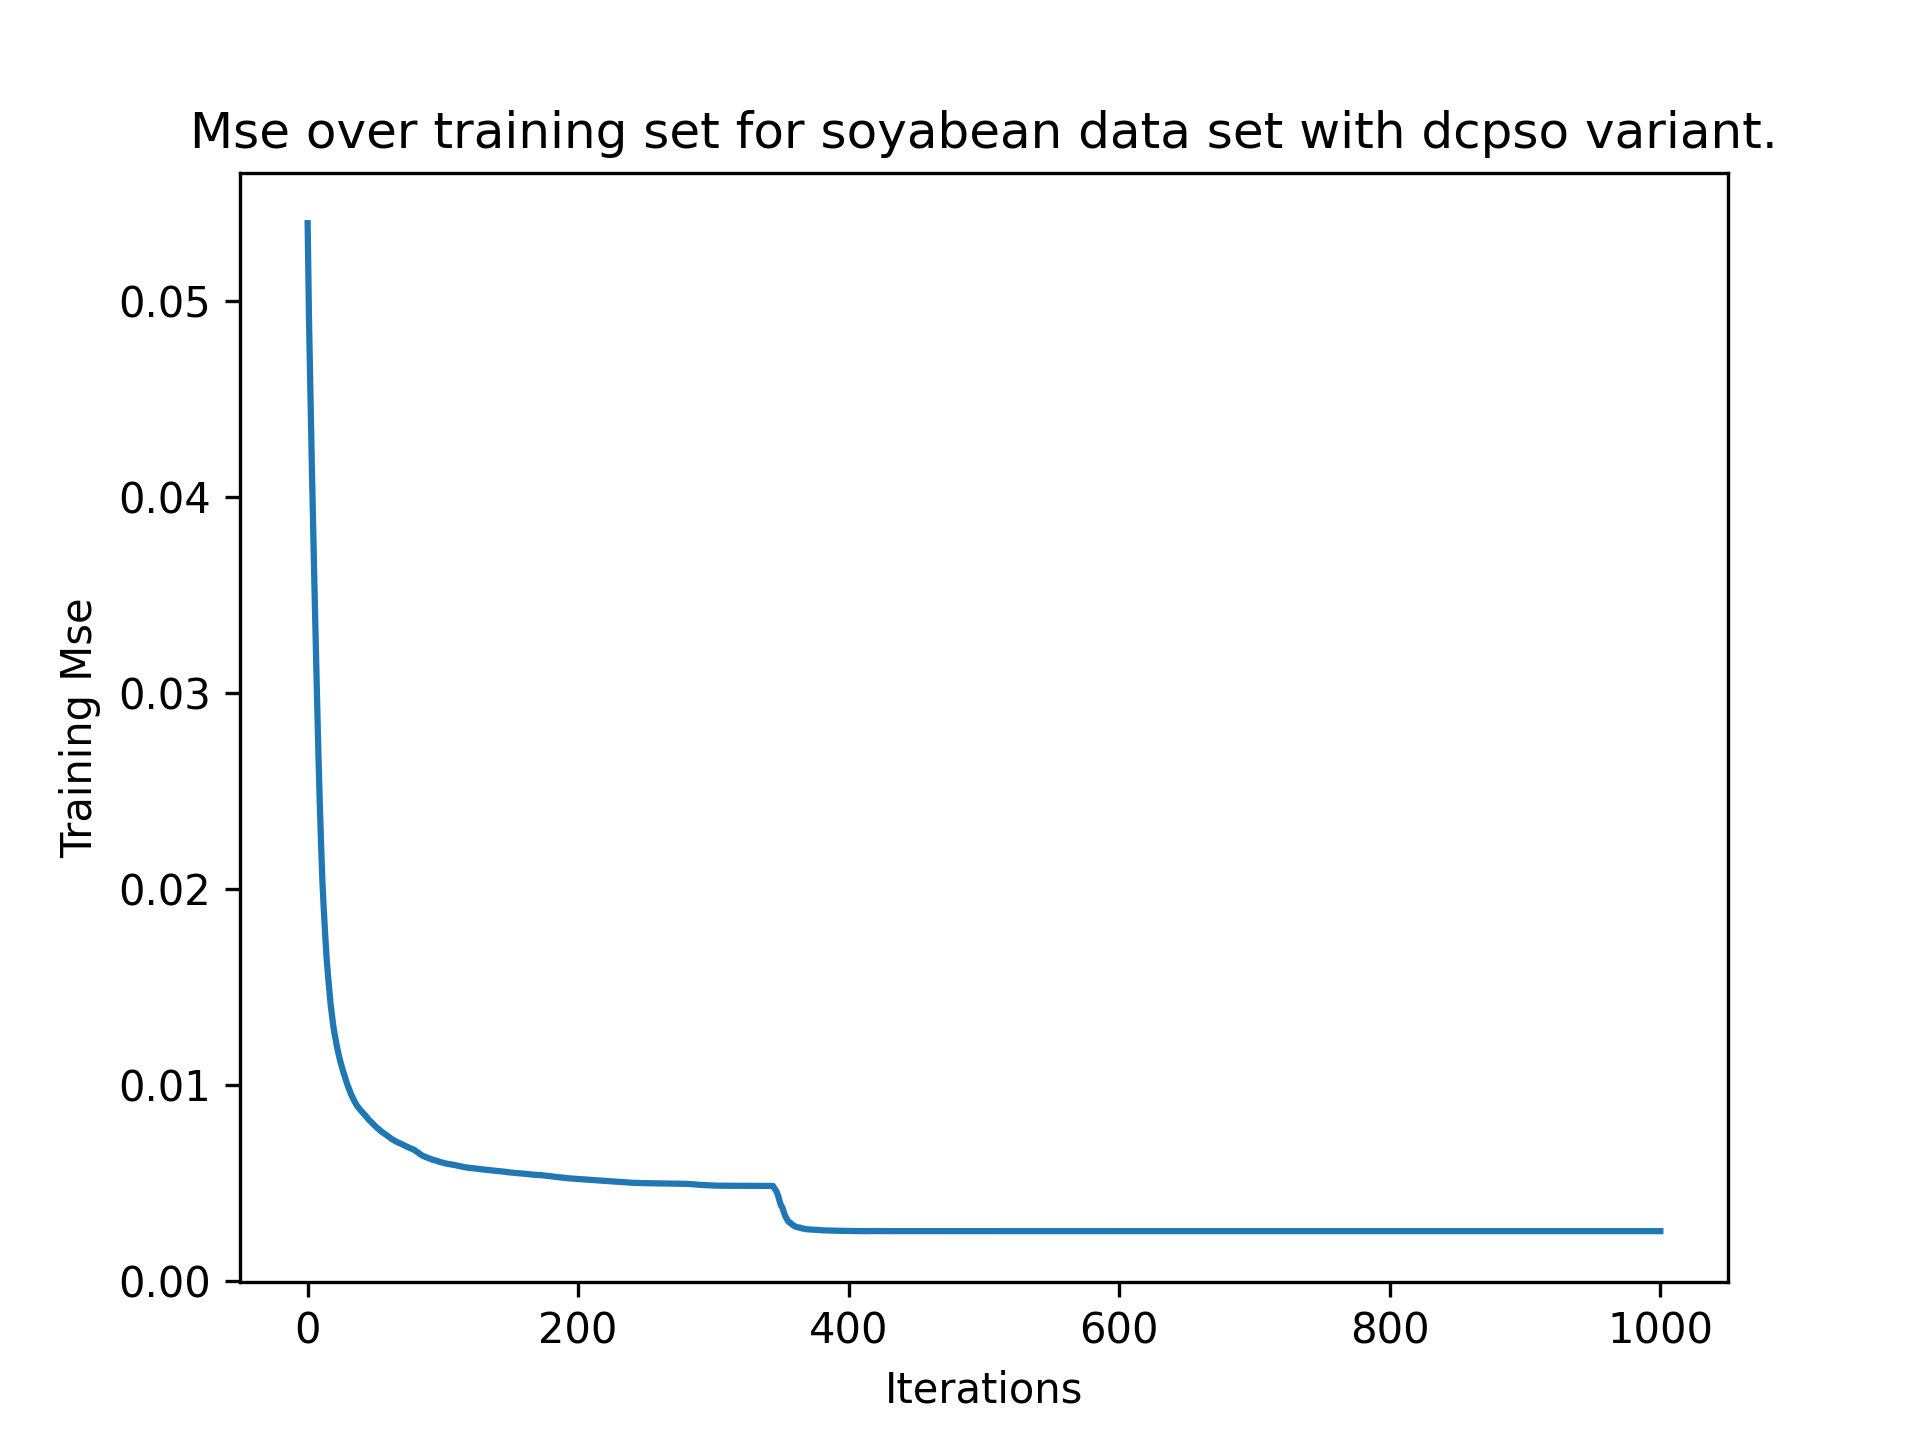 Mse over training set for soyabean data set with dcpso variant.
Training Mse
0.05
0.04
0.03
0.02
0.01
0.00
0 200 400 600 800 1000
Iterations